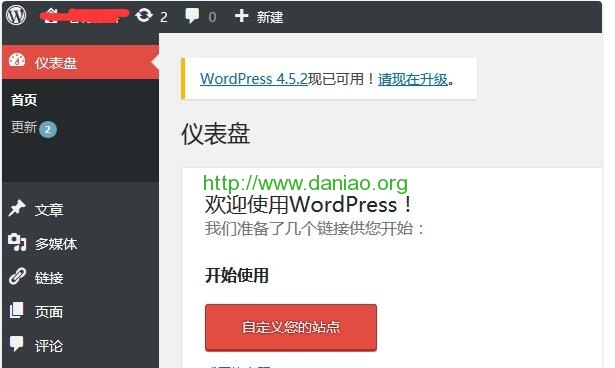 2 0 新建
仪表盘
首页
更新 2
文章
多媒体
链接
页面
评论
WordPress 4.5.2现已可用！请现在升级。
仪表盘
http://www.daniao.org
欢迎使用WordPress！
我们准备了几个链接供您开始：
开始使用
自定义您的站点